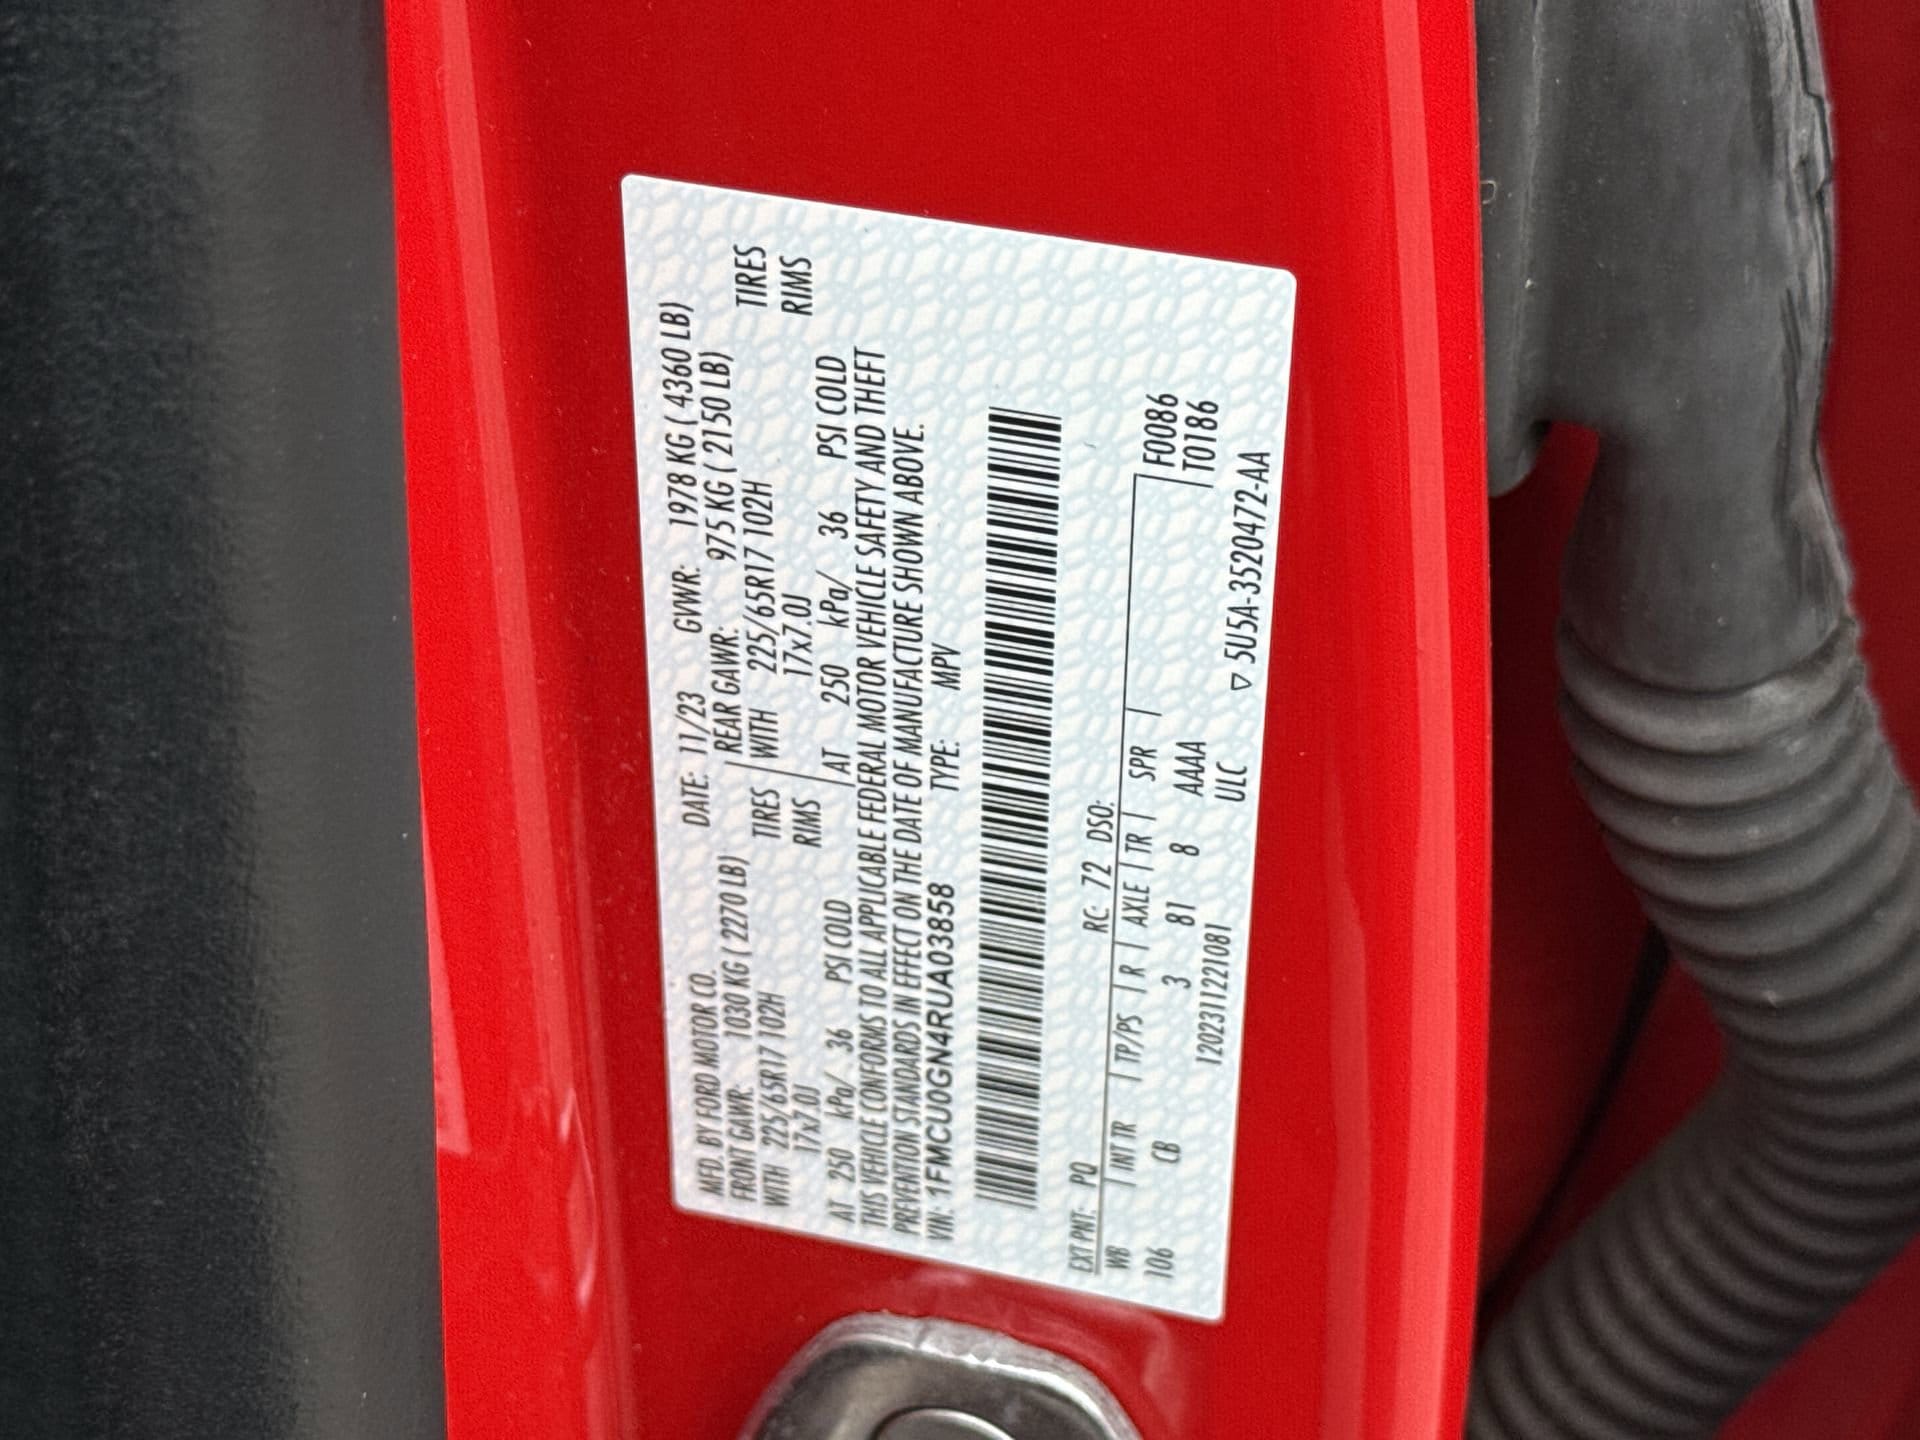 MFD. BY FORD MOTOR CO. DATE: 11/23 GVWR: 1978 KG ( 4360 LB)
FRONT GAWR: 1030 KG ( 2270 LB) REAR GAWR: 975 KG ( 2150 LB)
WITH 225/65R17 102H TIRES WITH 225/65R17 102H TIRES
17x7.0J RIMS 17x7.0J RIMS
AT 250 kPa/ 36 PSI COLD AT 250 kPa/ 36 PSI COLD
THIS VEHICLE CONFORMS TO ALL APPLICABLE FEDERAL MOTOR VEHICLE SAFETY AND THEFT
PREVENTION STANDARDS IN EFFECT ON THE DATE OF MANUFACTURE SHOWN ABOVE.
VIN: 1FMCU0GN4RUA03858 TYPE: MPV
EXT PNT: PQ RC: 72 DSO:
WB | INT TR | TP/PS | R | AXLE | TR | SPR | F0086
106 CB 3 81 8 AAAA T0186
1202311221081 ULC ▽ 5U5A-3520472-AA